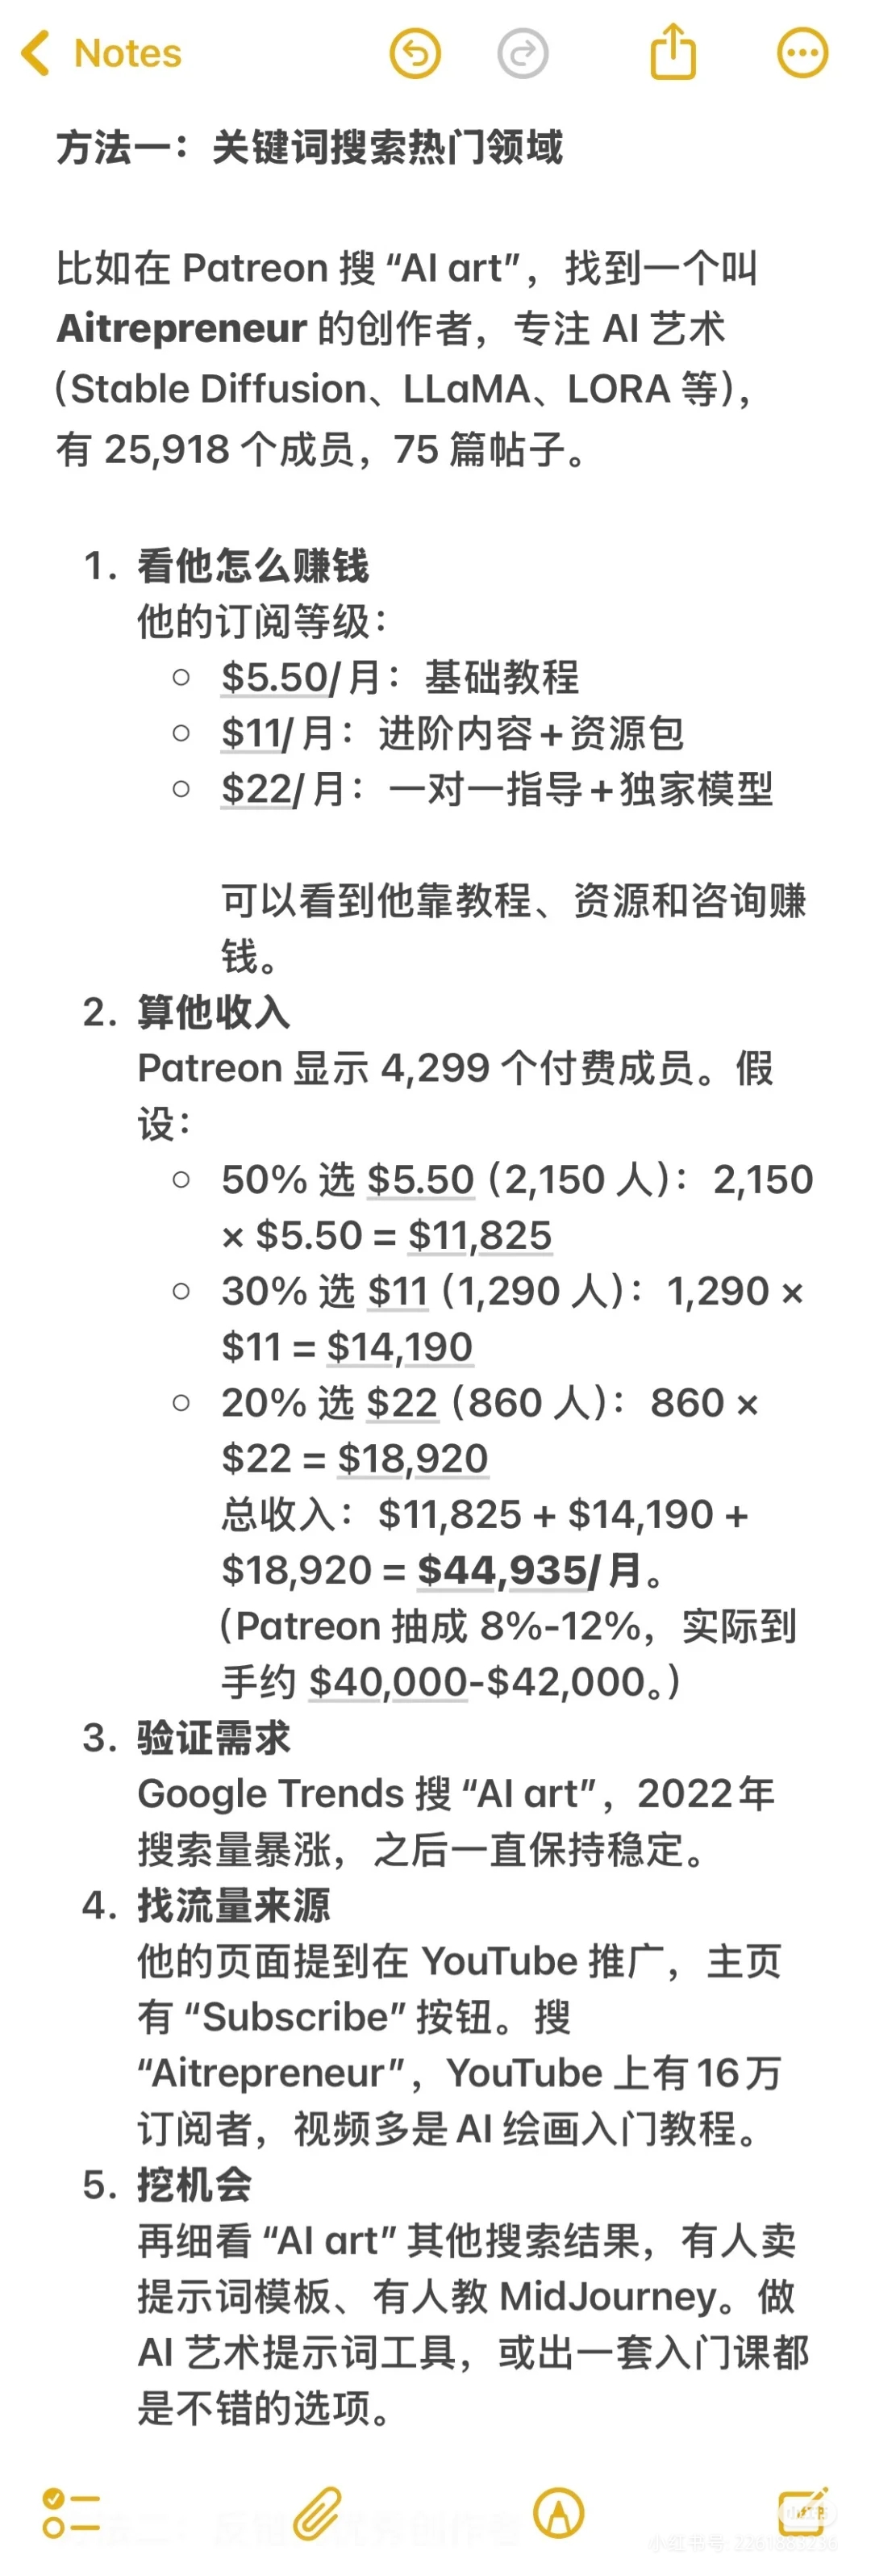 Notes
方法一：关键词搜索热门领域
比如在 Patreon 搜 “AI art”，找到一个叫
Aitrepreneur 的创作者，专注 AI 艺术
（Stable Diffusion、LLaMA、LORA 等），
有 25,918 个成员，75 篇帖子。
1. 看他怎么赚钱
他的订阅等级：
○ $5.50/月：基础教程
○ $11/月：进阶内容+资源包
○ $22/月：一对一指导+独家模型
可以看到他靠教程、资源和咨询赚
钱。
2. 算他收入
Patreon 显示 4,299 个付费成员。假
设：
○ 50% 选 $5.50（2,150 人）：2,150
× $5.50 = $11,825
○ 30% 选 $11（1,290 人）：1,290 ×
$11 = $14,190
○ 20% 选 $22（860 人）：860 ×
$22 = $18,920
总收入：$11,825 + $14,190 +
$18,920 = $44,935/月。
（Patreon 抽成 8%-12%，实际到
手约 $40,000-$42,000。）
3. 验证需求
Google Trends 搜 “AI art”，2022年
搜索量暴涨，之后一直保持稳定。
4. 找流量来源
他的页面提到在 YouTube 推广，主页
有 “Subscribe” 按钮。搜
“Aitrepreneur”，YouTube 上有16万
订阅者，视频多是 AI 绘画入门教程。
5. 挖机会
再细看 “AI art” 其他搜索结果，有人卖
提示词模板、有人教 MidJourney。做
AI 艺术提示词工具，或出一套入门课都
是不错的选项。
小红书
小红书号: